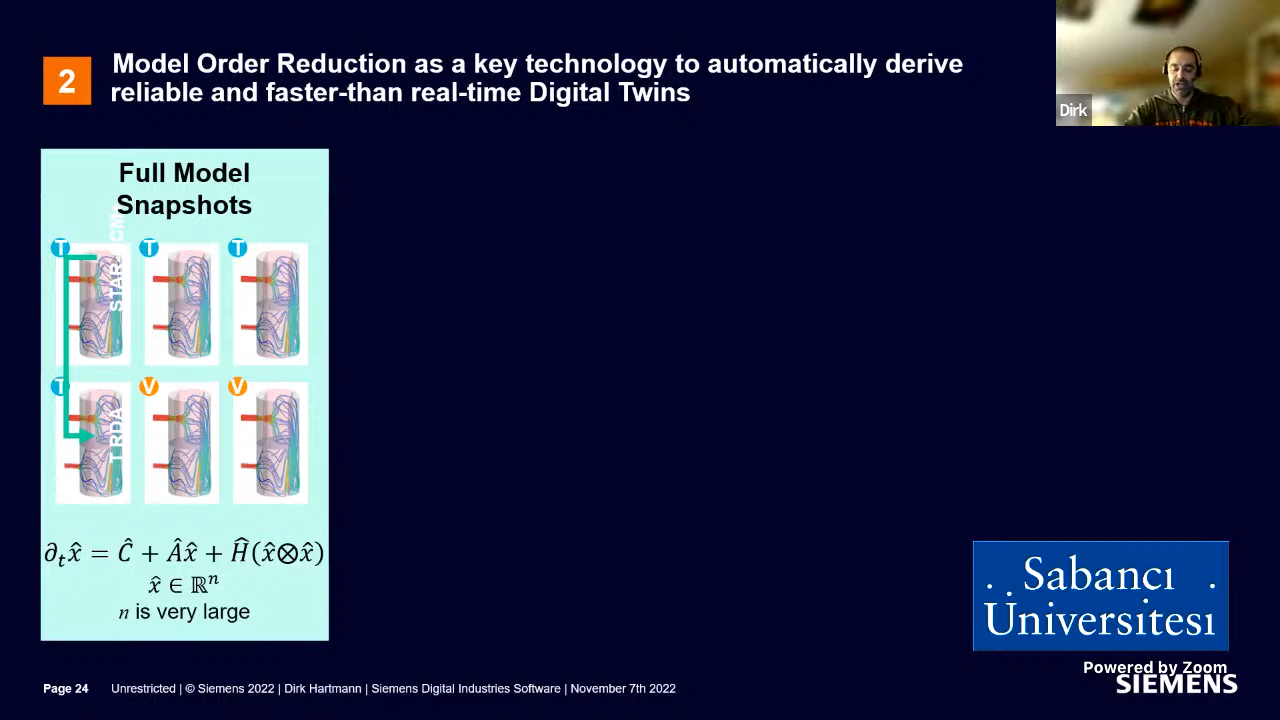 2
Model Order Reduction as a key technology to automatically derive
reliable and faster-than real-time Digital Twins
Dirk
Full Model
Snapshots
T
T
T
T
V
V
∂ₜx̂ = Ĉ + Âx̂ + Ĥ(x̂⊗x̂)
x̂ ∈ ℝⁿ
n is very large
Sabancı
Üniversitesi
Powered by Zoom
SIEMENS
Page 24 Unrestricted | © Siemens 2022 | Dirk Hartmann | Siemens Digital Industries Software | November 7th 2022